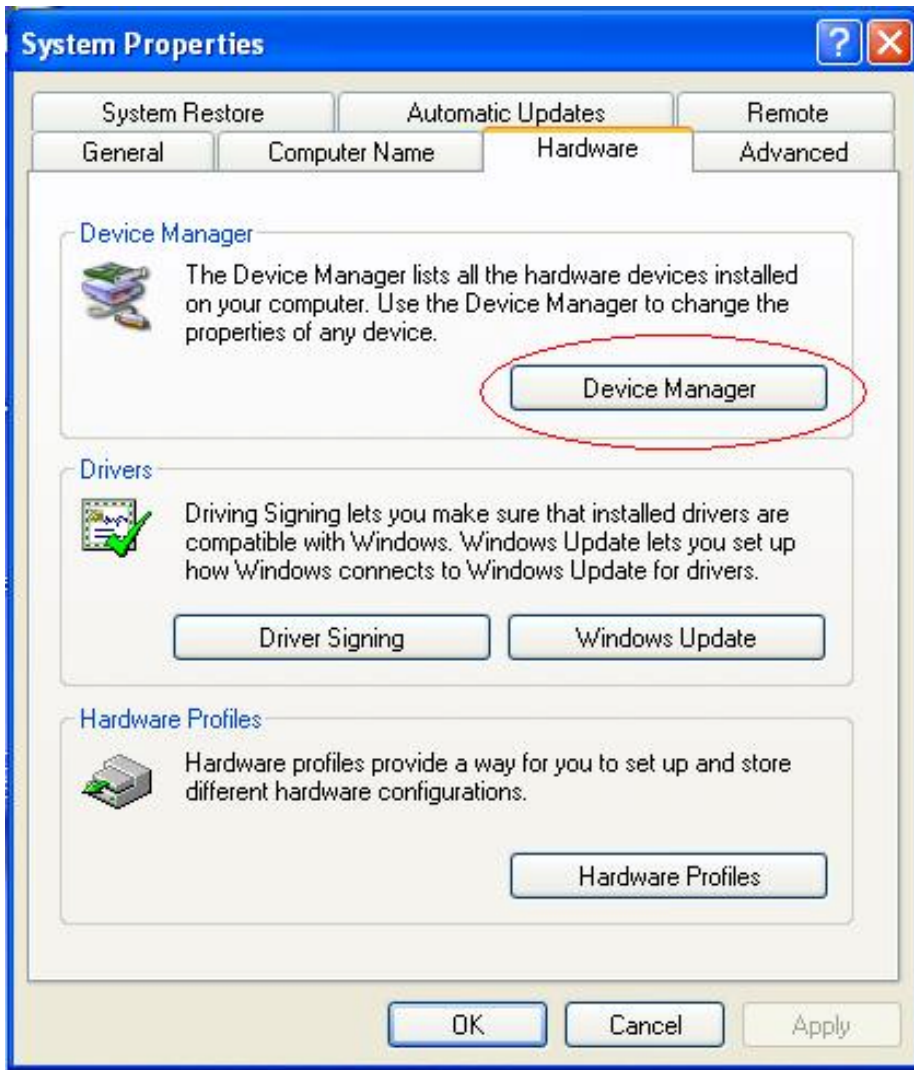 System Properties
System Restore Automatic Updates Remote
General Computer Name Hardware Advanced
Device Manager
The Device Manager lists all the hardware devices installed
on your computer. Use the Device Manager to change the
properties of any device.
Device Manager
Drivers
Driving Signing lets you make sure that installed drivers are
compatible with Windows. Windows Update lets you set up
how Windows connects to Windows Update for drivers.
Driver Signing Windows Update
Hardware Profiles
Hardware profiles provide a way for you to set up and store
different hardware configurations.
Hardware Profiles
OK Cancel Apply